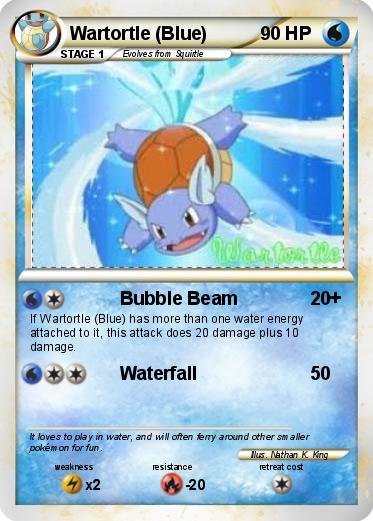 Wartortle (Blue) 90 HP
STAGE 1 Evolves from Squirtle
Wartortle
Bubble Beam 20+
If Wartortle (Blue) has more than one water energy
attached to it, this attack does 20 damage plus 10
damage.
Waterfall 50
It loves to play in water, and will often ferry around other smaller
pokémon for fun.
Illus. Nathan K. King
weakness resistance retreat cost
x2 -20